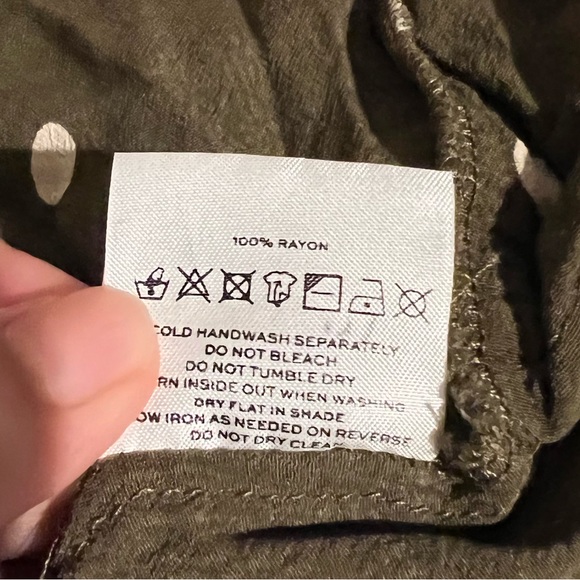 100% RAYON
COLD HANDWASH SEPARATELY
DO NOT BLEACH
DO NOT TUMBLE DRY
RN INSIDE OUT WHEN WASHING
DRY FLAT IN SHADE
OW IRON AS NEEDED ON REVERSE
DO NOT DRY CLEAN